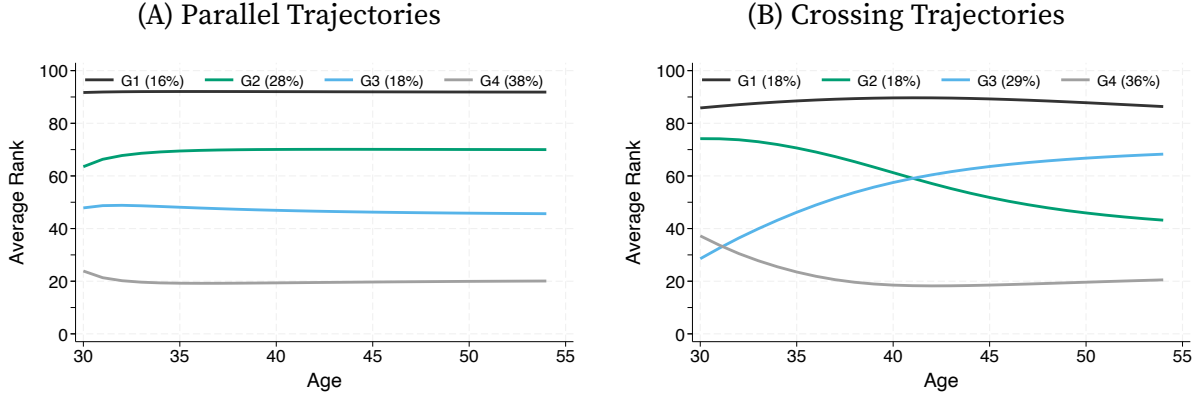 (A) Parallel Trajectories
100
G1 (16%) G2 (28%) G3 (18%) G4 (38%)
80
60
40
20
0
Average Rank
30 35 40 45 50 55
Age
(B) Crossing Trajectories
100
G1 (18%) G2 (18%) G3 (29%) G4 (36%)
80
60
40
20
0
Average Rank
30 35 40 45 50 55
Age